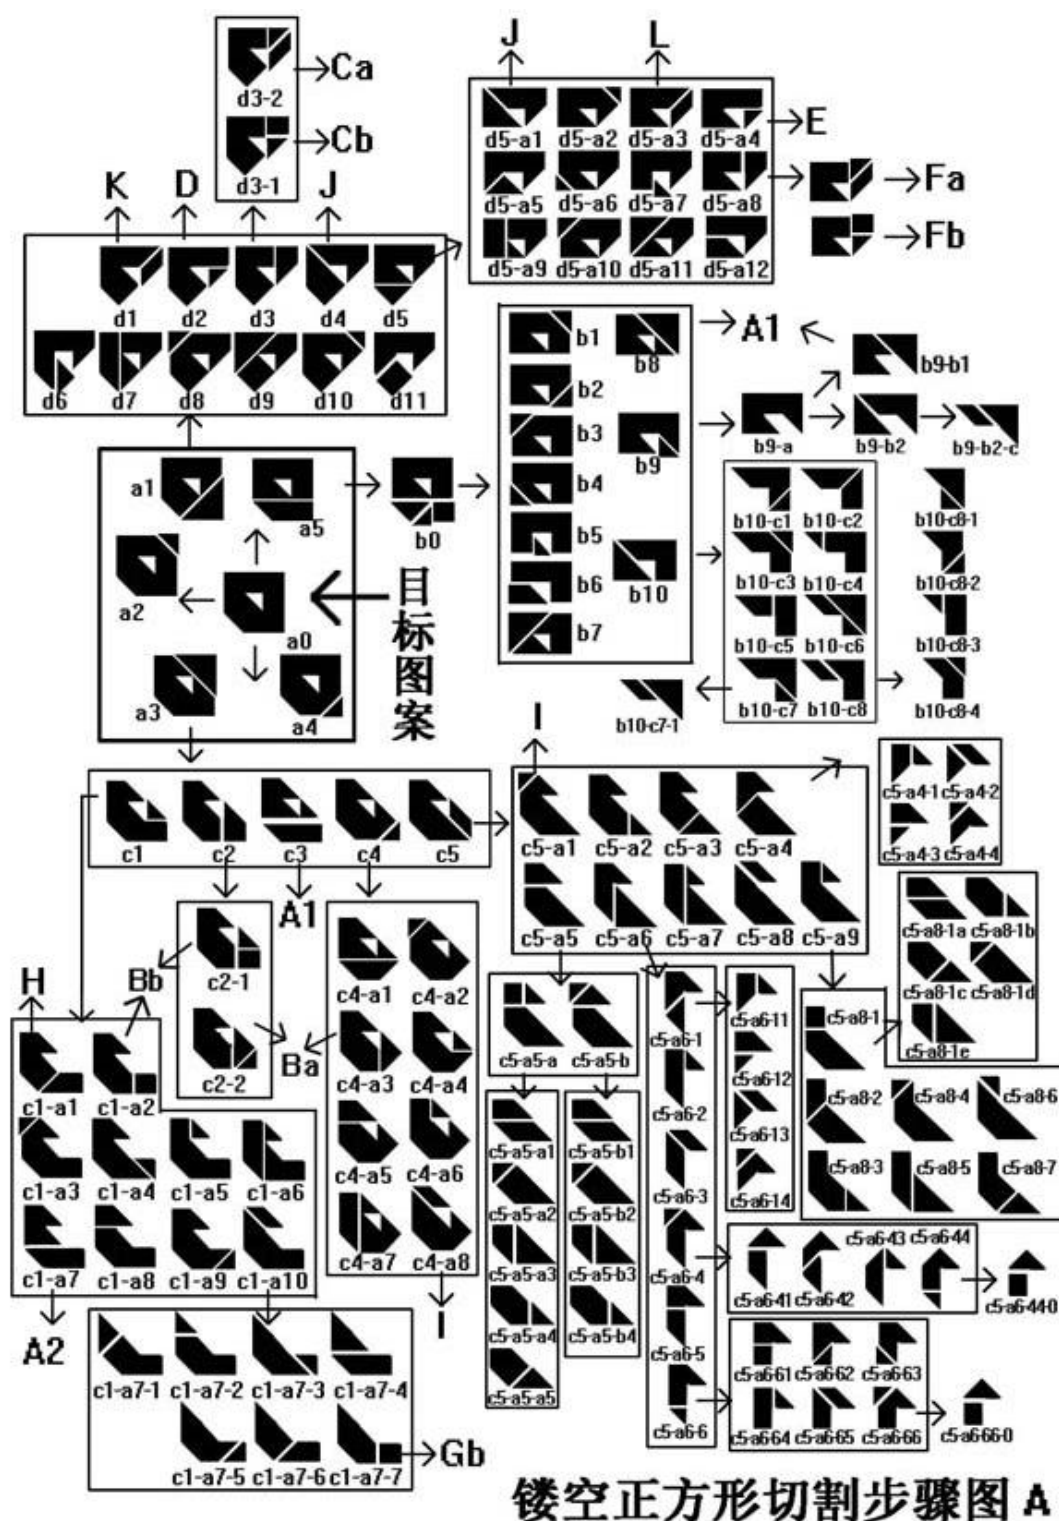 J L
Ca
d3-2
Cb
d3-1
d5-a1 d5-a2 d5-a3 d5-a4
E
d5-a5 d5-a6 d5-a7 d5-a8
Fa
Fb
d5-a9 d5-a10 d5-a11 d5-a12
K D J
d1 d2 d3 d4 d5
d6 d7 d8 d9 d10 d11
b1 b8
A1
b9-b1
b2
b3 b9
b9-a b9-b2 b9-b2-c
b4
b5
b6 b10
b7
a1 a5
b0
a2
a0
a3 a4
目标图案
b10-c1 b10-c2 b10-c8-1
b10-c3 b10-c4 b10-c8-2
b10-c5 b10-c6 b10-c8-3
b10-c7-1 b10-c7 b10-c8 b10-c8-4
I
c1 c2 c3 c4 c5
c5-a1 c5-a2 c5-a3 c5-a4
c5-a5 c5-a6 c5-a7 c5-a8 c5-a9
c5-a4-1 c5-a4-2
c5-a4-3 c5-a4-4
A1
c2-1
Bb
c2-2
Ba
H
c4-a1 c4-a2
c4-a3 c4-a4
c4-a5 c4-a6
c4-a7 c4-a8
I
c1-a1 c1-a2
c1-a3 c1-a4 c1-a5 c1-a6
c1-a7 c1-a8 c1-a9 c1-a10
A2
c1-a7-1 c1-a7-2 c1-a7-3 c1-a7-4
c1-a7-5 c1-a7-6 c1-a7-7
Gb
c5-a5-a c5-a5-b
c5-a5-a1 c5-a5-b1
c5-a5-a2 c5-a5-b2
c5-a5-a3 c5-a5-b3
c5-a5-a4 c5-a5-b4
c5-a5-a5
c5-a6-1
c5-a6-2
c5-a6-3
c5-a6-4
c5-a6-5
c5-a6-6
c5-a6-11
c5-a6-12
c5-a6-13
c5-a6-14
c5-a8-1
c5-a8-1a c5-a8-1b
c5-a8-1c c5-a8-1d
c5-a8-1e
c5-a8-2 c5-a8-4 c5-a8-6
c5-a8-3 c5-a8-5 c5-a8-7
c5-a6-43 c5-a6-44
c5-a6-41 c5-a6-42
c5-a6-44-0
c5-a6-61 c5-a6-62 c5-a6-63
c5-a6-64 c5-a6-65 c5-a6-66
c5-a6-66-0
镂空正方形切割步骤图 A